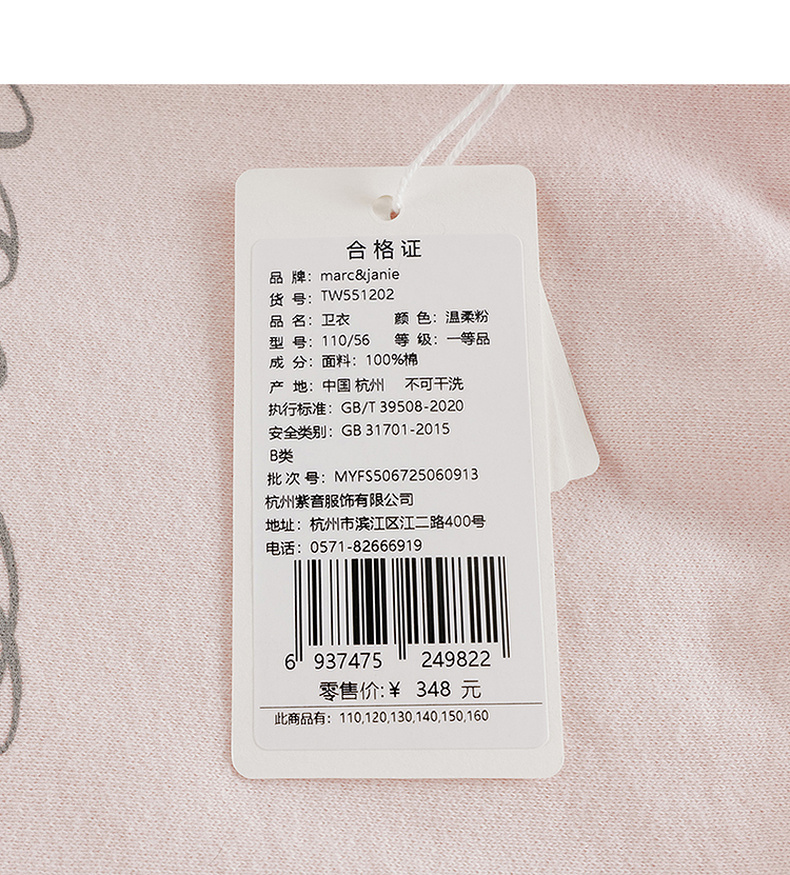 合格证
品 牌：marc&janie
货 号：TW551202
品 名：卫衣 颜 色：温柔粉
型 号：110/56 等 级：一等品
成 分：面料：100%棉
产 地：中国 杭州 不可干洗
执行标准：GB/T 39508-2020
安全类别：GB 31701-2015
B类
批 次 号：MYFS506725060913
杭州紫音服饰有限公司
地址：杭州市滨江区江二路400号
电话：0571-82666919
6 937475 249822
零售价:¥ 348 元
此商品有：110,120,130,140,150,160